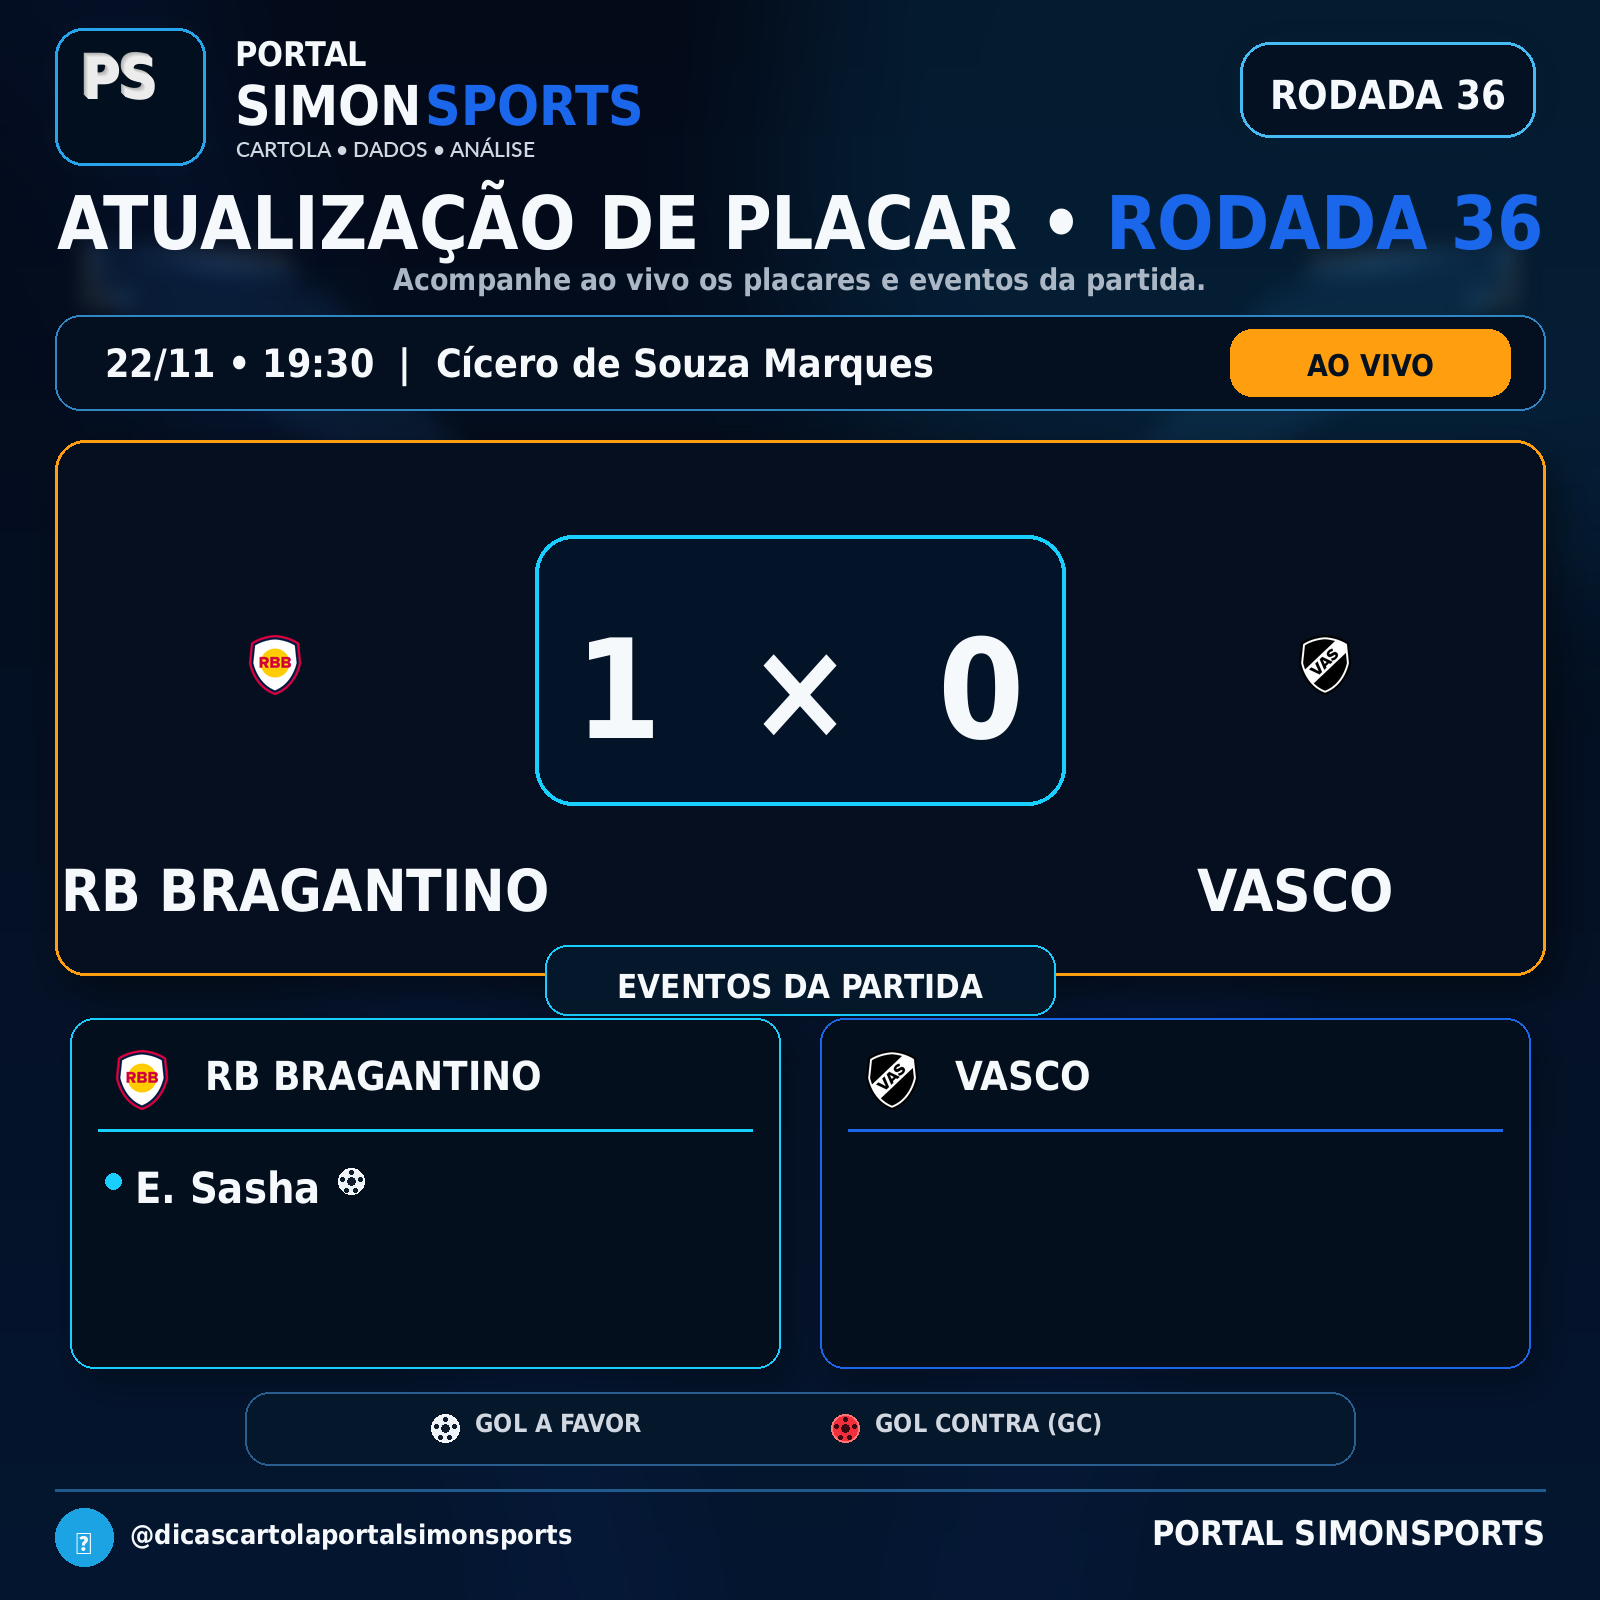 PS
PORTAL
SIMONSPORTS
CARTOLA • DADOS • ANÁLISE
RODADA 36
ATUALIZAÇÃO DE PLACAR • RODADA 36
Acompanhe ao vivo os placares e eventos da partida.
22/11 • 19:30 | Cícero de Souza Marques
AO VIVO
RBB
1 × 0
VAS
RB BRAGANTINO
VASCO
EVENTOS DA PARTIDA
RBB
RB BRAGANTINO
E. Sasha
VAS
VASCO
GOL A FAVOR
GOL CONTRA (GC)
@dicascartolaportalsimonsports
PORTAL SIMONSPORTS